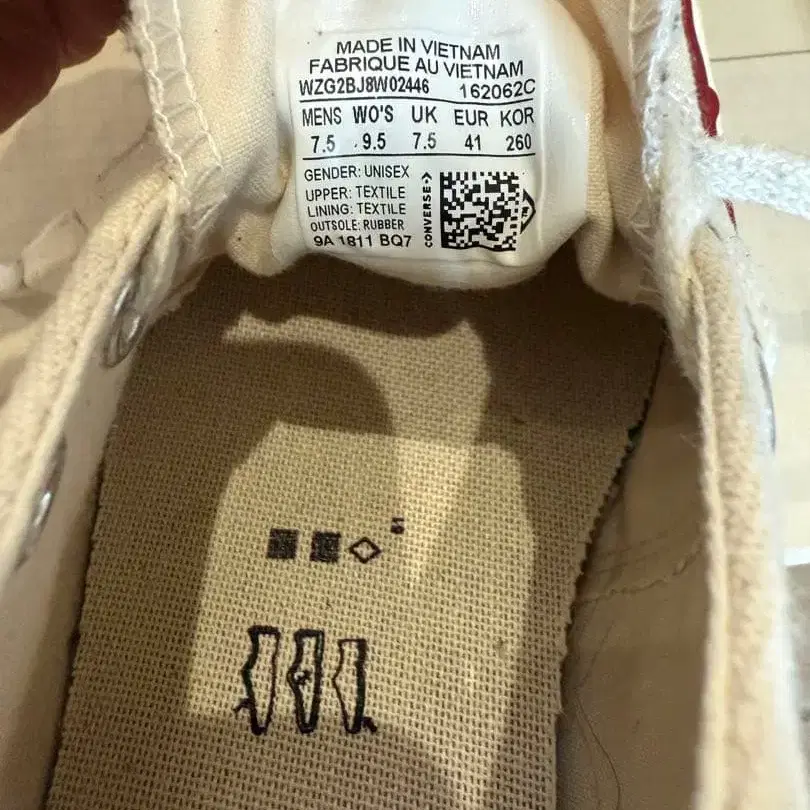 MADE IN VIETNAM
FABRIQUE AU VIETNAM
WZG2BJ8W02446 162062C
MENS WO'S UK EUR KOR
7.5 9.5 7.5 41 260
GENDER: UNISEX
UPPER: TEXTILE
LINING: TEXTILE
OUTSOLE: RUBBER
9A 1811 BQ7
CONVERSE